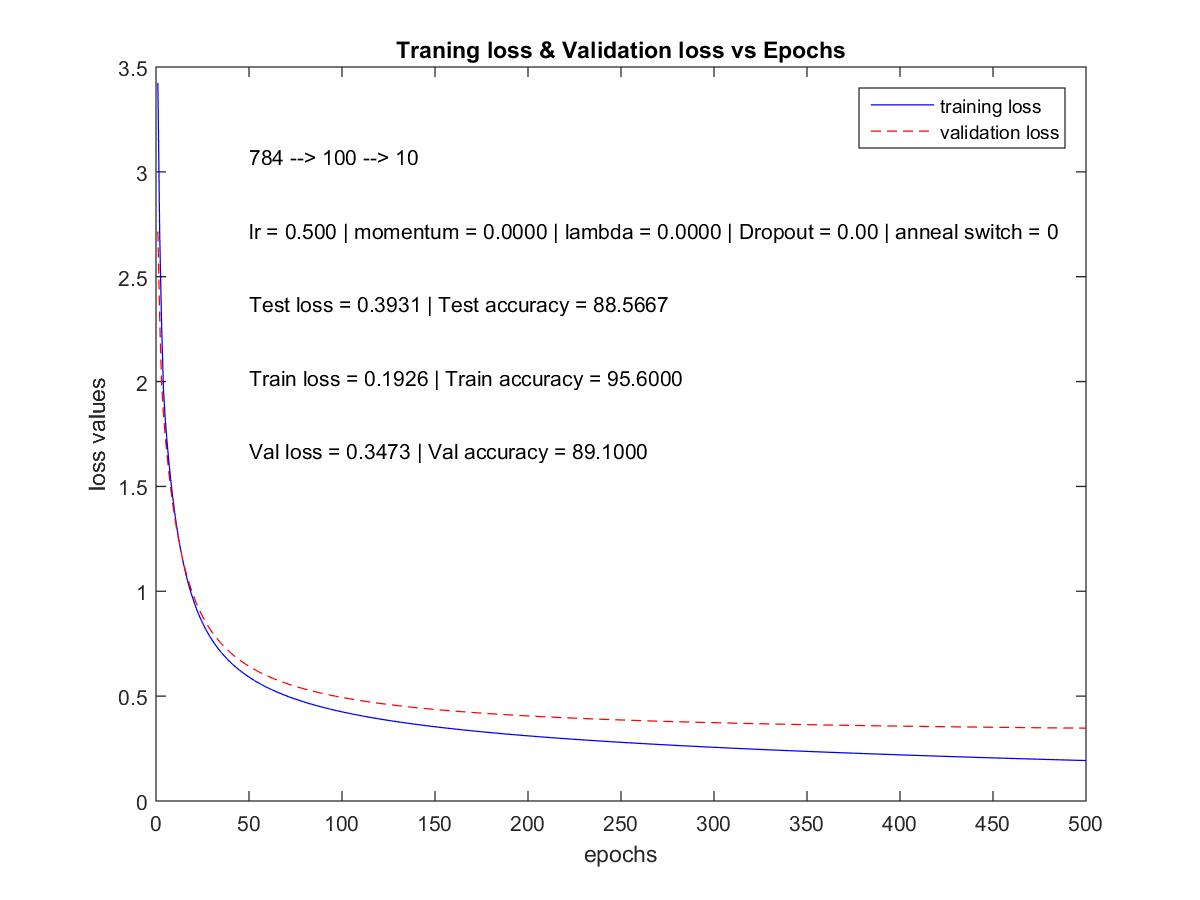 Traning loss & Validation loss vs Epochs
3.5
3
2.5
2
1.5
1
0.5
0
loss values
training loss
validation loss
784 --> 100 --> 10
lr = 0.500 | momentum = 0.0000 | lambda = 0.0000 | Dropout = 0.00 | anneal switch = 0
Test loss = 0.3931 | Test accuracy = 88.5667
Train loss = 0.1926 | Train accuracy = 95.6000
Val loss = 0.3473 | Val accuracy = 89.1000
0 50 100 150 200 250 300 350 400 450 500
epochs